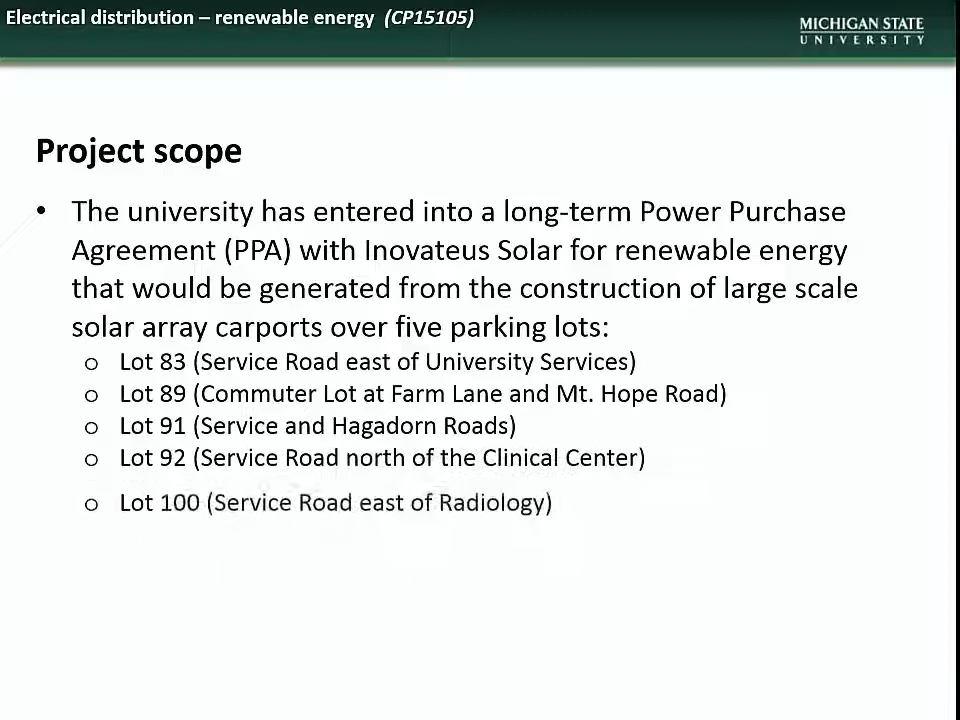 Electrical distribution – renewable energy (CP15105)
MICHIGAN STATE
UNIVERSITY
Project scope
• The university has entered into a long-term Power Purchase
Agreement (PPA) with Inovateus Solar for renewable energy
that would be generated from the construction of large scale
solar array carports over five parking lots:
o Lot 83 (Service Road east of University Services)
o Lot 89 (Commuter Lot at Farm Lane and Mt. Hope Road)
o Lot 91 (Service and Hagadorn Roads)
o Lot 92 (Service Road north of the Clinical Center)
o Lot 100 (Service Road east of Radiology)